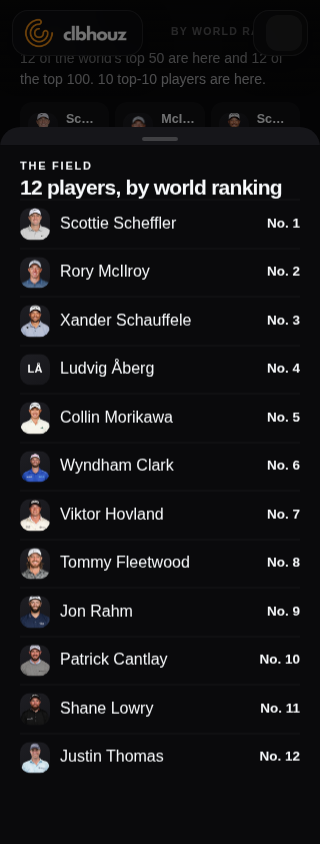 clbhouz
BY WORLD RA
12 of the world's top 50 are here and 12 of
the top 100. 10 top-10 players are here.
Sc...
McI...
Sc...
THE FIELD
12 players, by world ranking
Scottie Scheffler No. 1
Rory McIlroy No. 2
Xander Schauffele No. 3
LÅ Ludvig Åberg No. 4
Collin Morikawa No. 5
Wyndham Clark No. 6
Viktor Hovland No. 7
Tommy Fleetwood No. 8
Jon Rahm No. 9
Patrick Cantlay No. 10
Shane Lowry No. 11
Justin Thomas No. 12